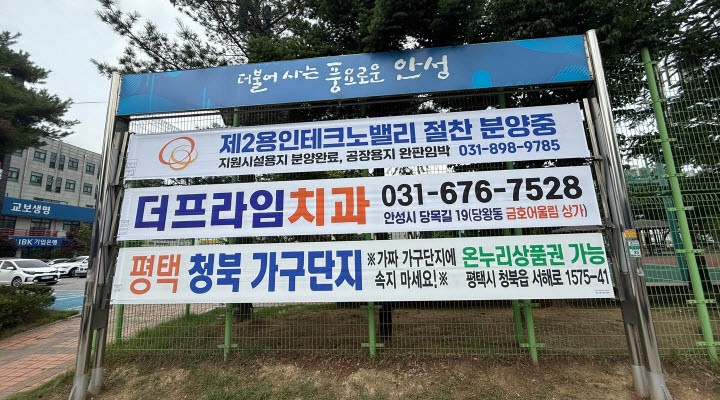 더불어 사는 풍요로운 안성
제2용인테크노밸리 절찬 분양중
지원시설용지 분양완료, 공장용지 완판임박 031-898-9785
더프라임치과 031-676-7528
안성시 당목길 19(당왕동 금호어울림 상가)
평택 청북 가구단지 ※가짜 가구단지에 속지 마세요!※ 온누리상품권 가능
평택시 청북읍 서해로 1575-41
교보생명
IBK 기업은행